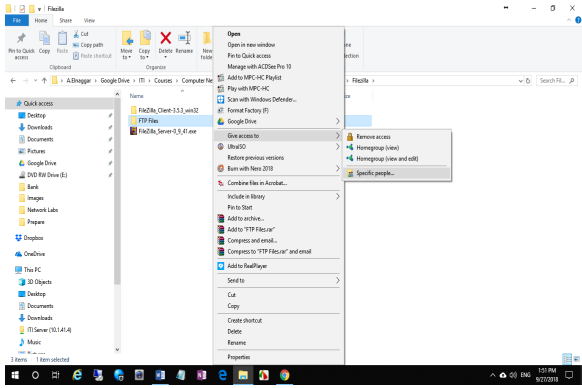 Filezilla
File Home Share View
Pin to Quick access
Copy
Paste
Cut
Copy path
Paste shortcut
Move to
Copy to
Delete
Rename
New folder
Clipboard
Organize
A.Elnaggar > Google Drive > ITI > Courses > Computer Ne
Filezilla >
Search Fil...
Quick access
Desktop
Downloads
Documents
Pictures
Google Drive
DVD RW Drive (E:)
Bank
Images
Network Labs
Prepare
Dropbox
OneDrive
This PC
3D Objects
Desktop
Documents
Downloads
ITI Server (10.1.41.4)
Music
Name
FileZilla_Client-3.5.3_win32
FTP Files
FileZilla_Server-0_9_41.exe
Open
Open in new window
Pin to Quick access
Manage with ACDSee Pro 10
Add to MPC-HC Playlist
Play with MPC-HC
Scan with Windows Defender...
Format Factory (F)
Google Drive
Give access to
UltraISO
Restore previous versions
Burn with Nero 2018
Combine files in Acrobat...
Include in library
Pin to Start
Add to archive...
Add to "FTP Files.rar"
Compress and email...
Compress to "FTP Files.rar" and email
Add to RealPlayer
Send to
Cut
Copy
Create shortcut
Delete
Rename
Properties
Remove access
Homegroup (view)
Homegroup (view and edit)
Specific people...
3 items 1 item selected
ENG
1:51 PM
9/27/2018